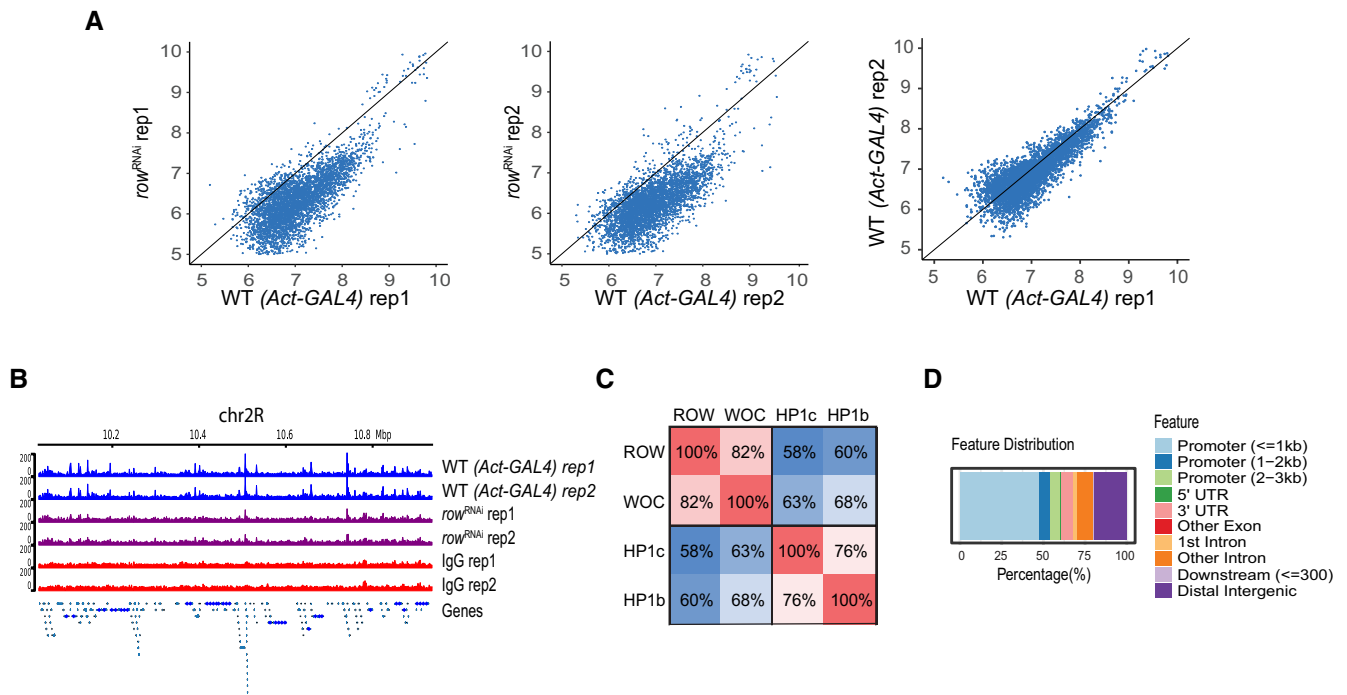 A
10
9
8
7
6
5
row^RNAi rep1
5 6 7 8 9 10
WT (Act-GAL4) rep1
10
9
8
7
6
5
row^RNAi rep2
5 6 7 8 9 10
WT (Act-GAL4) rep2
10
9
8
7
6
5
WT (Act-GAL4) rep2
5 6 7 8 9 10
WT (Act-GAL4) rep1
B
chr2R
10.2 10.4 10.6 10.8 Mbp
200
0
WT (Act-GAL4) rep1
200
0
WT (Act-GAL4) rep2
200
0
row^RNAi rep1
200
0
row^RNAi rep2
200
0
IgG rep1
200
0
IgG rep2
Genes
C
ROW WOC HP1c HP1b
ROW 100% 82% 58% 60%
WOC 82% 100% 63% 68%
HP1c 58% 63% 100% 76%
HP1b 60% 68% 76% 100%
D
Feature Distribution
0 25 50 75 100
Percentage(%)
Feature
Promoter (<=1kb)
Promoter (1-2kb)
Promoter (2-3kb)
5' UTR
3' UTR
Other Exon
1st Intron
Other Intron
Downstream (<=300)
Distal Intergenic